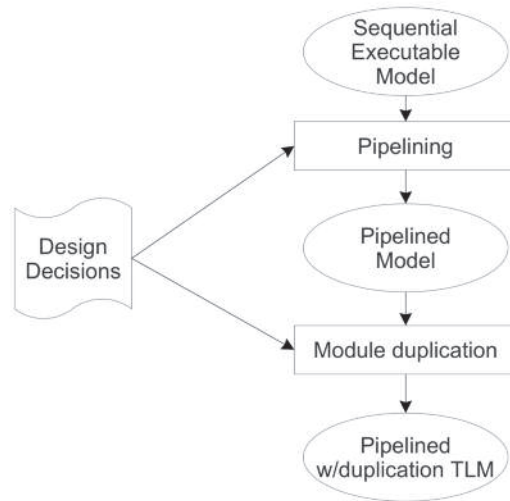 Sequential
Executable
Model
Pipelining
Design
Decisions
Pipelined
Model
Module duplication
Pipelined
w/duplication TLM